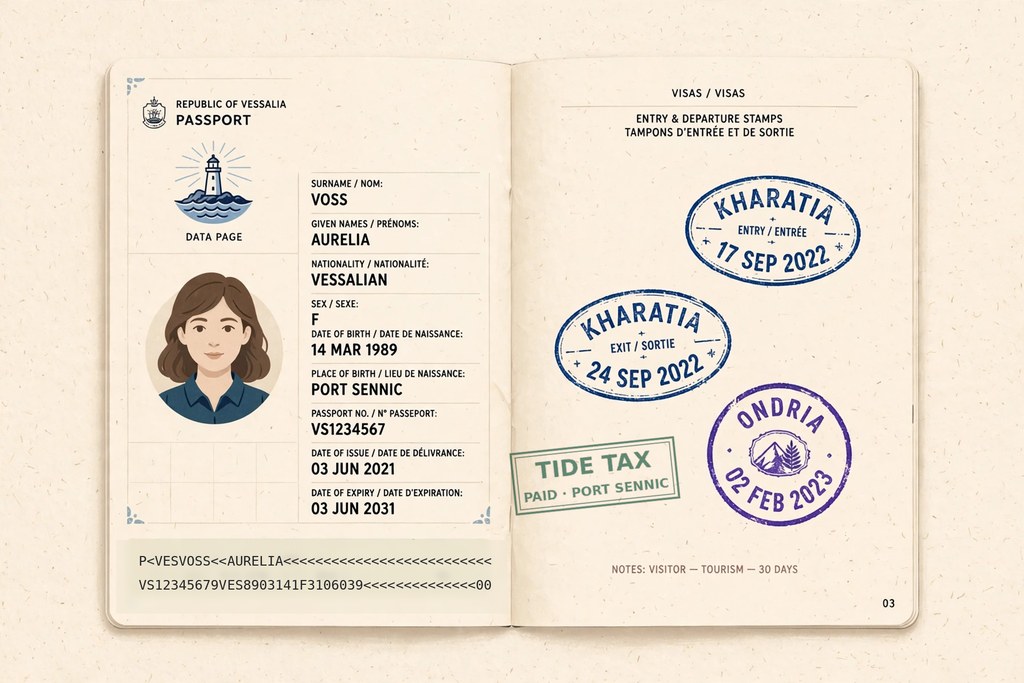 REPUBLIC OF VESSALIA
PASSPORT
DATA PAGE
SURNAME / NOM:
VOSS
GIVEN NAMES / PRÉNOMS:
AURELIA
NATIONALITY / NATIONALITÉ:
VESSALIAN
SEX / SEXE:
F
DATE OF BIRTH / DATE DE NAISSANCE:
14 MAR 1989
PLACE OF BIRTH / LIEU DE NAISSANCE:
PORT SENNIC
PASSPORT NO. / N° PASSEPORT:
VS1234567
DATE OF ISSUE / DATE DE DÉLIVRANCE:
03 JUN 2021
DATE OF EXPIRY / DATE D'EXPIRATION:
03 JUN 2031
P<VESVOSS<<AURELIA<<<<<<<<<<<<<<<<<<<<<<<<<<
VS12345679VES8903141F3106039<<<<<<<<<<<<<<00
VISAS / VISAS
ENTRY & DEPARTURE STAMPS
TAMPONS D'ENTRÉE ET DE SORTIE
KHARATIA
ENTRY / ENTRÉE
17 SEP 2022
KHARATIA
EXIT / SORTIE
24 SEP 2022
ONDRIA
02 FEB 2023
TIDE TAX
PAID · PORT SENNIC
NOTES: VISITOR — TOURISM — 30 DAYS
03